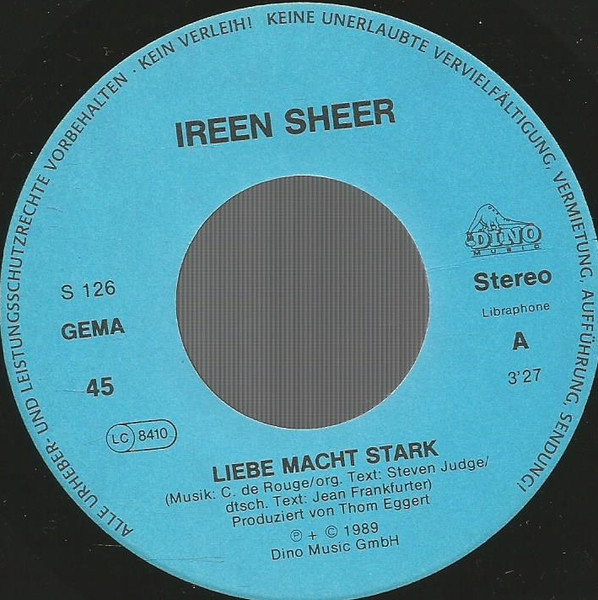 ALLE URHEBER- UND LEISTUNGSSCHUTZRECHTE VORBEHALTEN · KEIN VERLEIH! KEINE UNERLAUBTE VERVIELFÄLTIGUNG, VERMIETUNG, AUFFÜHRUNG, SENDUNG!
IREEN SHEER
DINO
MUSIC
S 126
GEMA
45
LC 8410
Stereo
Libraphone
A
3'27
LIEBE MACHT STARK
(Musik: C. de Rouge/org. Text: Steven Judge/
dtsch. Text: Jean Frankfurter)
Produziert von Thom Eggert
℗ + © 1989
Dino Music GmbH